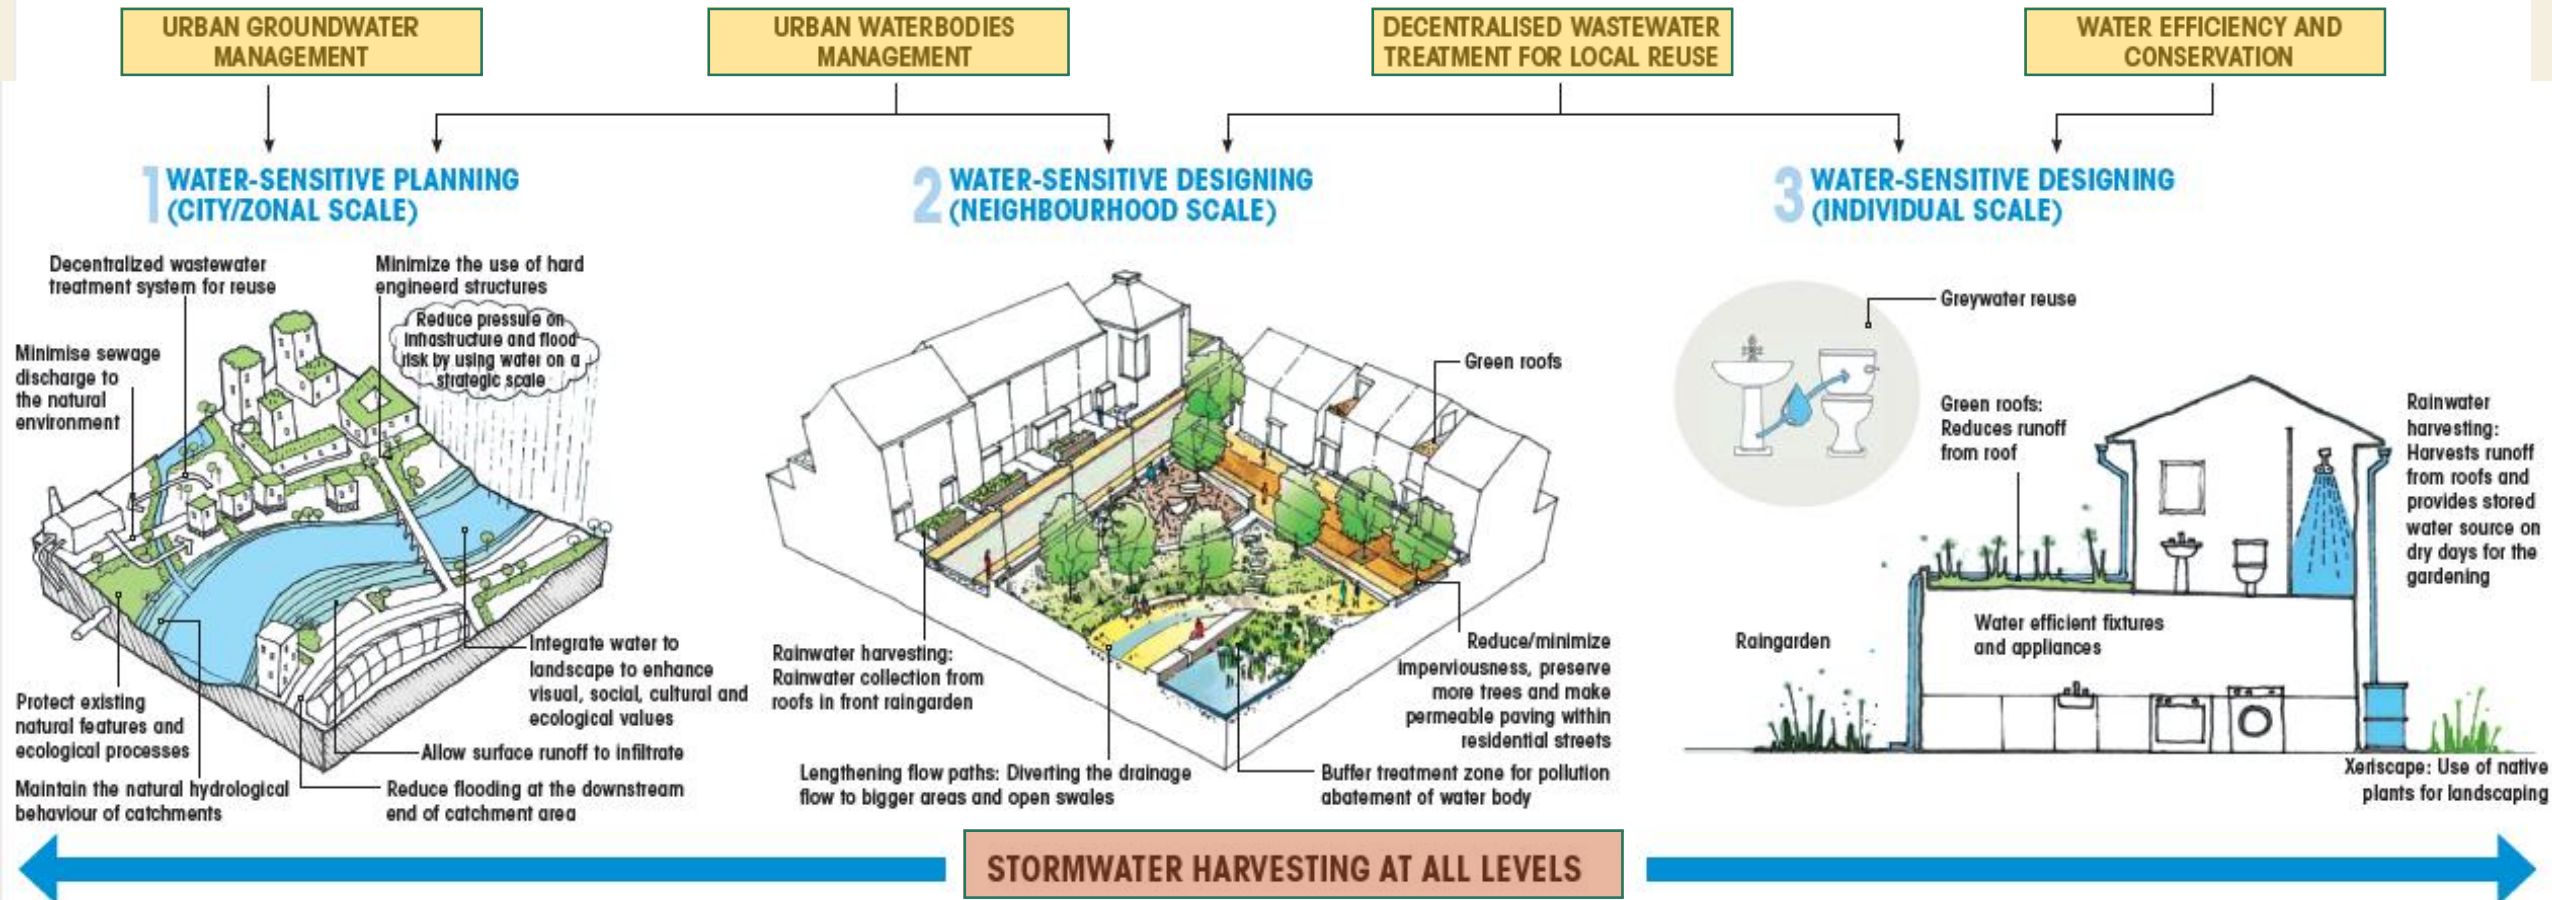 URBAN GROUNDWATER
MANAGEMENT
URBAN WATERBODIES
MANAGEMENT
DECENTRALISED WASTEWATER
TREATMENT FOR LOCAL REUSE
WATER EFFICIENCY AND
CONSERVATION
1 WATER-SENSITIVE PLANNING
(CITY/ZONAL SCALE)
2 WATER-SENSITIVE DESIGNING
(NEIGHBOURHOOD SCALE)
3 WATER-SENSITIVE DESIGNING
(INDIVIDUAL SCALE)
Decentralized wastewater
treatment system for reuse
Minimize the use of hard
engineerd structures
Reduce pressure on
infrastructure and flood
risk by using water on a
strategic scale
Minimise sewage
discharge to
the natural
environment
Protect existing
natural features and
ecological processes
Maintain the natural hydrological
behaviour of catchments
Integrate water to
landscape to enhance
visual, social, cultural and
ecological values
Allow surface runoff to infiltrate
Reduce flooding at the downstream
end of catchment area
Green roofs
Rainwater harvesting:
Rainwater collection from
roofs in front raingarden
Lengthening flow paths: Diverting the drainage
flow to bigger areas and open swales
Reduce/minimize
imperviousness, preserve
more trees and make
permeable paving within
residential streets
Buffer treatment zone for pollution
abatement of water body
Greywater reuse
Green roofs:
Reduces runoff
from roof
Rainwater
harvesting:
Harvests runoff
from roofs and
provides stored
water source on
dry days for the
gardening
Raingarden
Water efficient fixtures
and appliances
Xeriscape: Use of native
plants for landscaping
STORMWATER HARVESTING AT ALL LEVELS